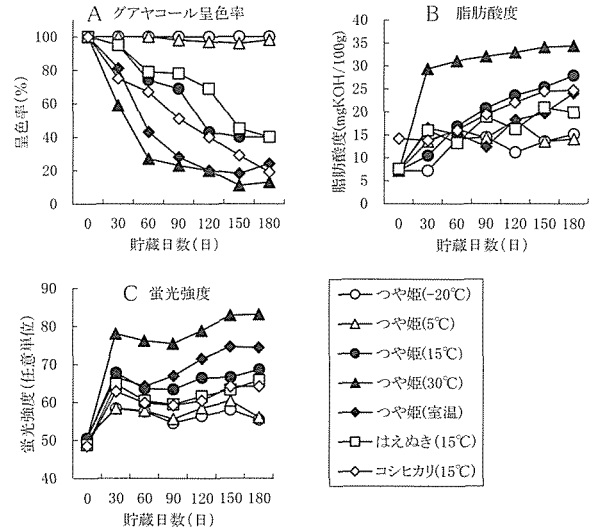 A グアヤコール呈色率
呈色率(%)
100
80
60
40
20
0
0 30 60 90 120 150 180
貯蔵日数(日)
B 脂肪酸度
脂肪酸度(mgKOH/100g)
40
35
30
25
20
15
10
5
0
0 30 60 90 120 150 180
貯蔵日数(日)
C 蛍光強度
蛍光強度(任意単位)
90
80
70
60
50
40
0 30 60 90 120 150 180
貯蔵日数(日)
つや姫(-20℃)
つや姫(5℃)
つや姫(15℃)
つや姫(30℃)
つや姫(室温)
はえぬき(15℃)
コシヒカリ(15℃)